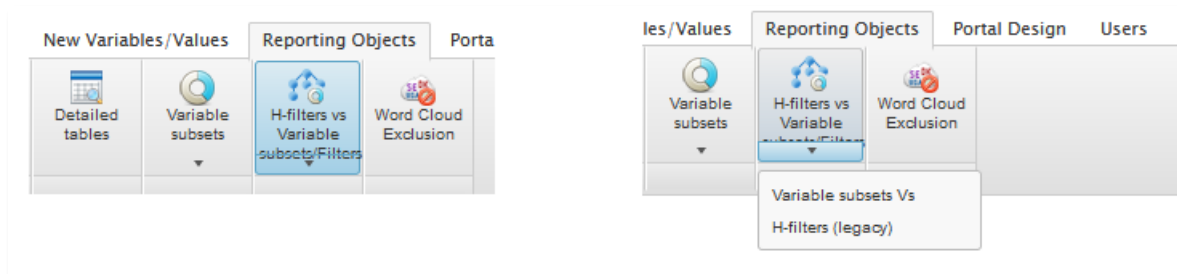 New Variables/Values Reporting Objects Porta
Detailed
tables
Variable
subsets
H-filters vs
Variable
subsets/Filters
Word Cloud
Exclusion
les/Values Reporting Objects Portal Design Users
Variable
subsets
H-filters vs
Variable
subsets/Filters
Word Cloud
Exclusion
Variable subsets Vs
H-filters (legacy)